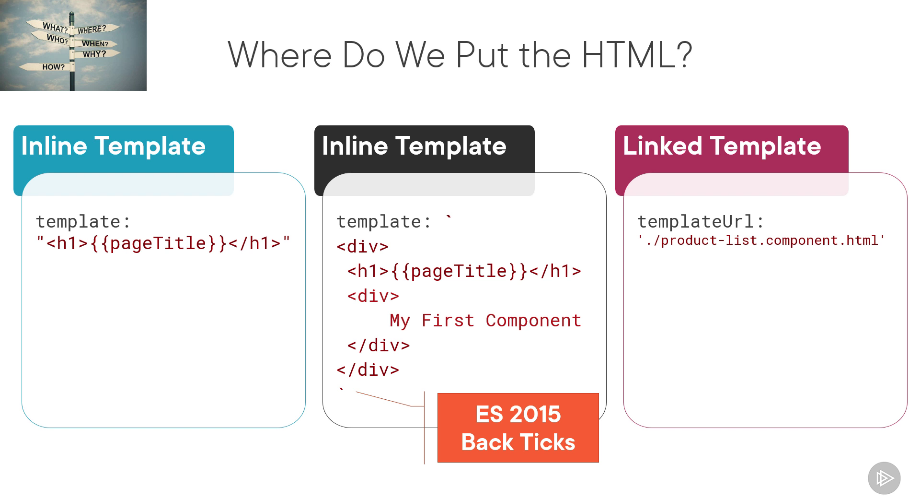 WHAT?
WHERE?
WHO?
WHEN?
WHY?
HOW?
Where Do We Put the HTML?
Inline Template
template:
"<h1>{{pageTitle}}</h1>"
Inline Template
template: `
<div>
<h1>{{pageTitle}}</h1>
<div>
My First Component
</div>
</div>
`
ES 2015
Back Ticks
Linked Template
templateUrl:
'./product-list.component.html'